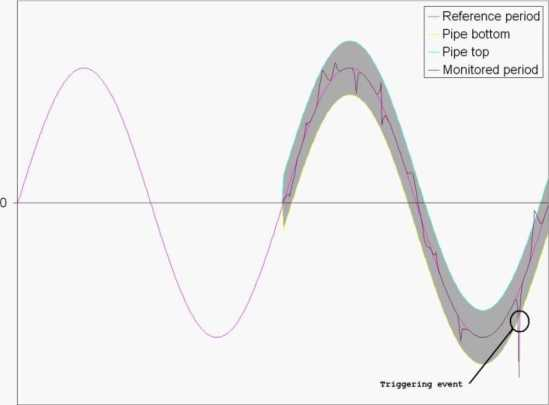 Reference period
Pipe bottom
Pipe top
Monitored period
0
Triggering event